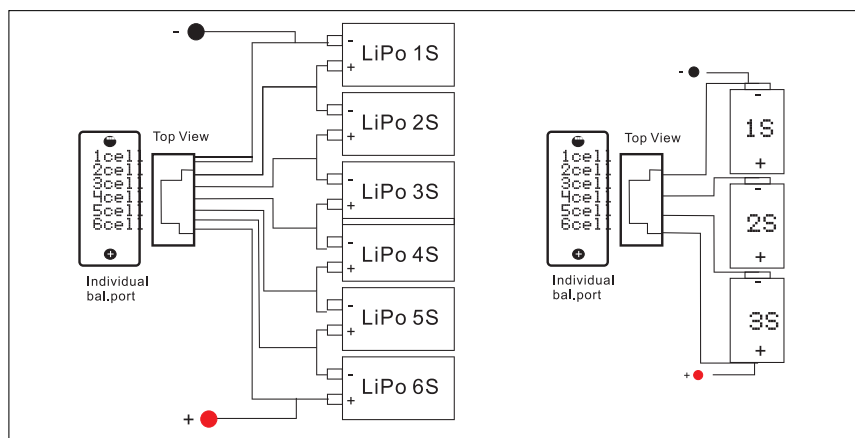 -
Top View
1cell
2cell
3cell
4cell
5cell
6cell
Individual
bal.port
- LiPo 1S
+
- LiPo 2S
+
- LiPo 3S
+
- LiPo 4S
+
- LiPo 5S
+
- LiPo 6S
+
+
-
Top View
1cell
2cell
3cell
4cell
5cell
6cell
Individual
bal.port
-
1S
+
-
2S
+
-
3S
+
+